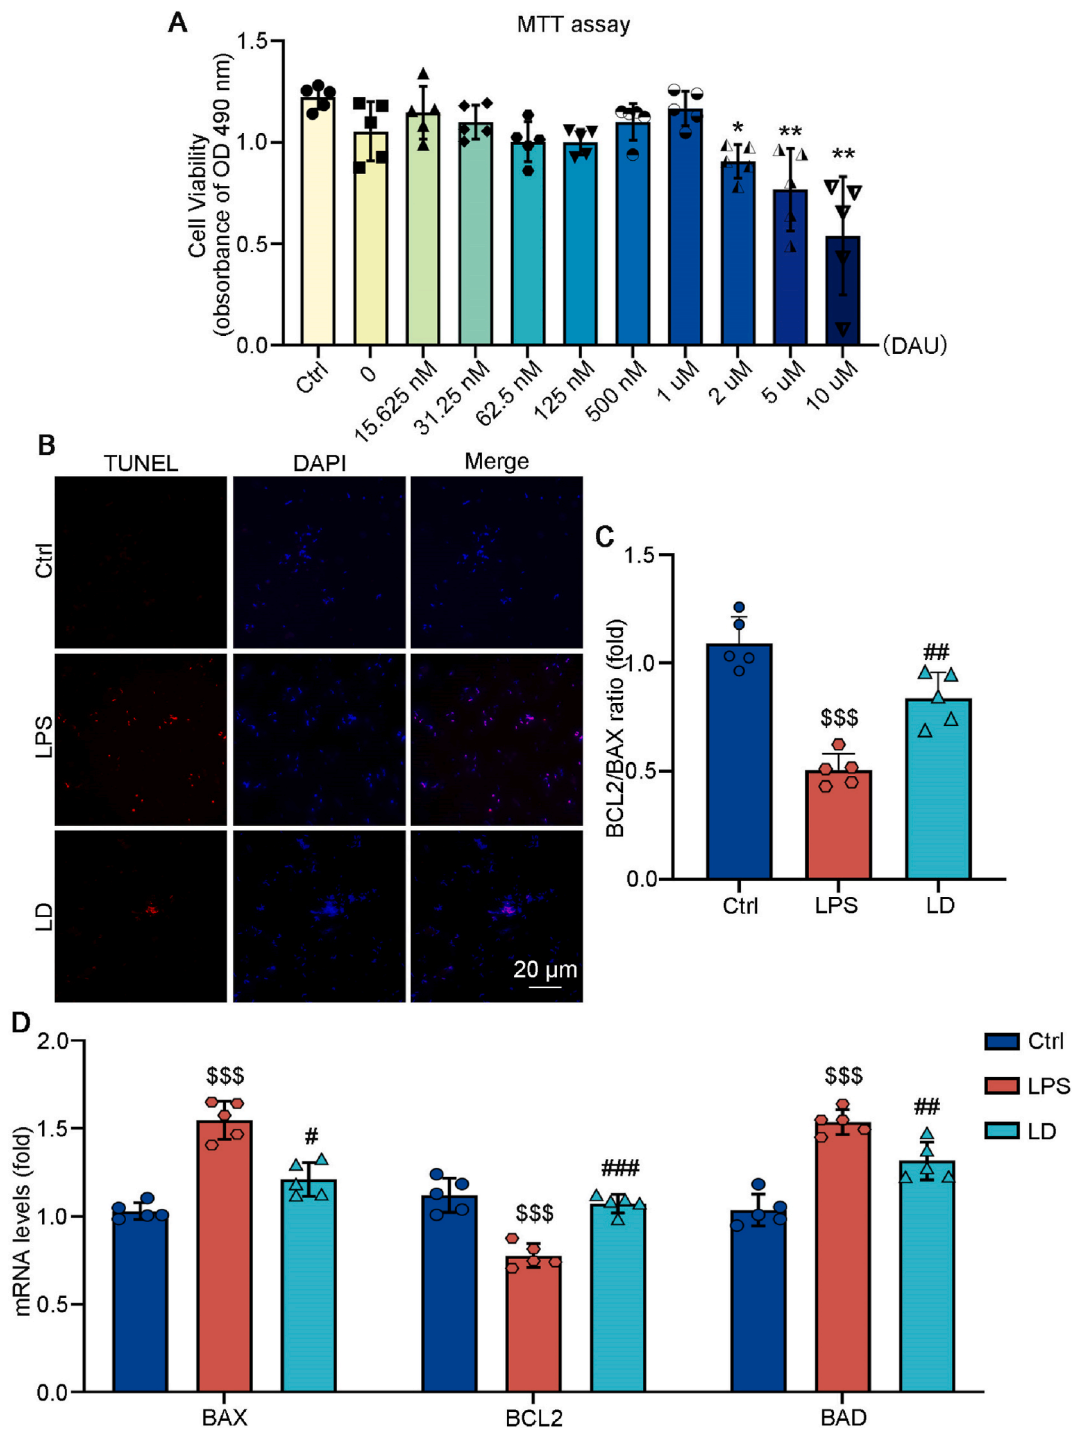 A
MTT assay
Cell Viability
(obsorbance of OD 490 nm)
1.5
1.0
0.5
0.0
* ** **
Ctrl 0 15.625 nM 31.25 nM 62.5 nM 125 nM 500 nM 1 uM 2 uM 5 uM 10 uM
(DAU)
B
TUNEL DAPI Merge
Ctrl
LPS
LD
20 μm
C
BCL2/BAX ratio (fold)
1.5
1.0
0.5
0.0
$$$ ##
Ctrl LPS LD
D
mRNA levels (fold)
2.0
1.5
1.0
0.5
0.0
$$$ # $$$ ### $$$ ##
BAX BCL2 BAD
Ctrl
LPS
LD